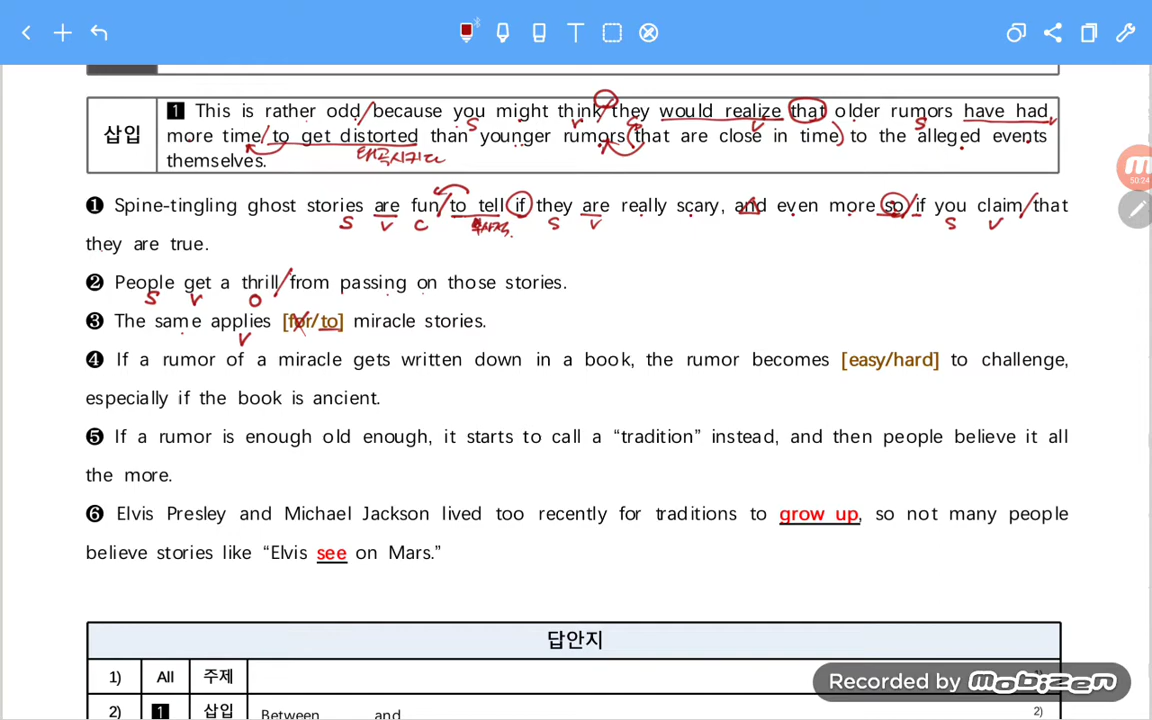 삽입
1 This is rather odd/because you might think/they would realize that older rumors have had
more time/to get distorted than younger rumors(that are close in time) to the alleged events
themselves.
S V S V
왜곡시키다
❶ Spine-tingling ghost stories are fun/to tell if they are really scary, and even more so/if you claim/that
S V C 부사적 S V S V
they are true.
❷ People get a thrill/from passing on those stories.
S V O
❸ The same applies [for/to] miracle stories.
V
❹ If a rumor of a miracle gets written down in a book, the rumor becomes [easy/hard] to challenge,
especially if the book is ancient.
❺ If a rumor is enough old enough, it starts to call a “tradition” instead, and then people believe it all
the more.
❻ Elvis Presley and Michael Jackson lived too recently for traditions to grow up, so not many people
believe stories like “Elvis see on Mars.”
답안지
1) All 주제
2) 1 삽입 Between and 2)
Recorded by mobizen
50:24